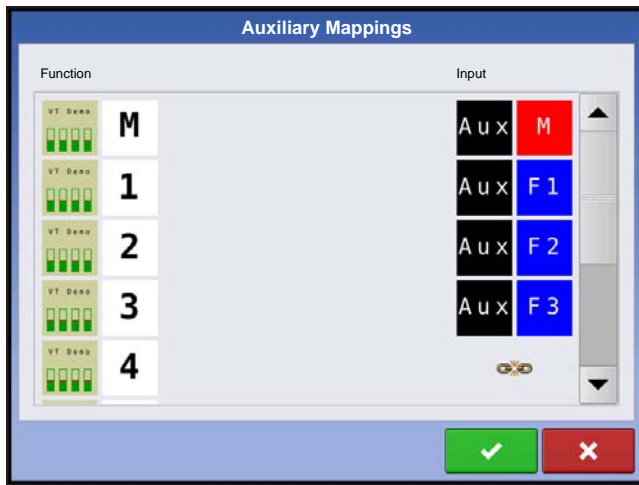 Auxiliary Mappings
Function Input
VT Demo M Aux M
VT Demo 1 Aux F1
VT Demo 2 Aux F2
VT Demo 3 Aux F3
VT Demo 4